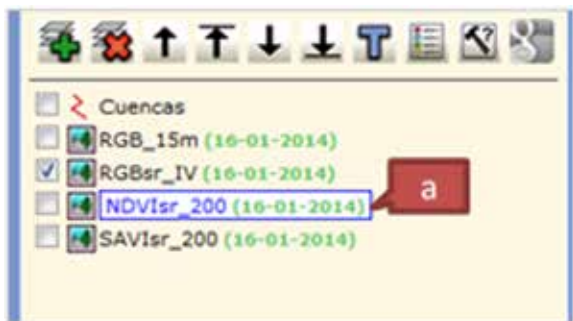 T
?
Cuencas
RGB_15m (16-01-2014)
RGBsr_IV (16-01-2014)
NDVIsr_200 (16-01-2014)
a
SAVIsr_200 (16-01-2014)